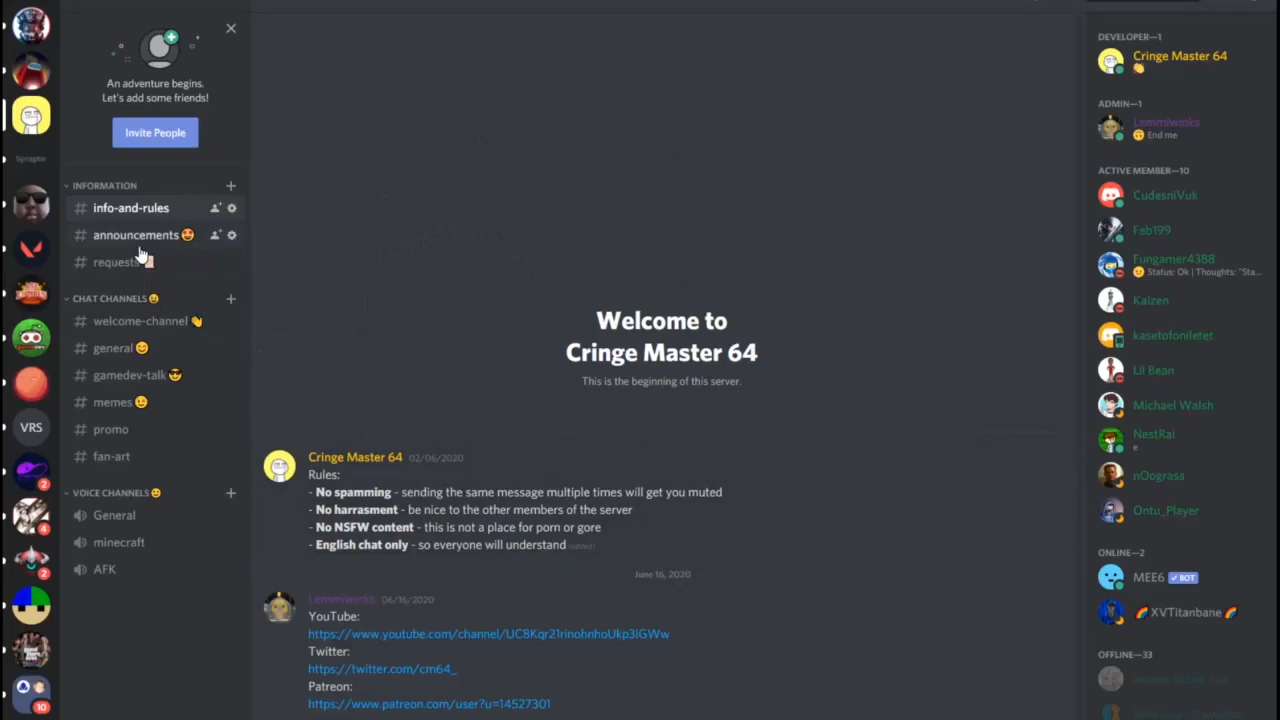 Synapto
VRS
2
4
2
10
An adventure begins.
Let's add some friends!
Invite People
INFORMATION
info-and-rules
announcements
requests
CHAT CHANNELS
welcome-channel
general
gamedev-talk
memes
promo
fan-art
VOICE CHANNELS
General
minecraft
AFK
Welcome to
Cringe Master 64
This is the beginning of this server.
Cringe Master 64 02/06/2020
Rules:
- No spamming - sending the same message multiple times will get you muted
- No harrasment - be nice to the other members of the server
- No NSFW content - this is not a place for porn or gore
- English chat only - so everyone will understand (edited)
June 16, 2020
Lemmiwinks 06/16/2020
YouTube:
https://www.youtube.com/channel/UC8Kqr21rinohnhoUkp3iGWw
Twitter:
https://twitter.com/cm64_
Patreon:
https://www.patreon.com/user?u=14527301
DEVELOPER—1
Cringe Master 64
ADMIN—1
Lemmiwinks
End me
ACTIVE MEMBER—10
CudesniVuk
Feb199
Fungamer4388
Status: Ok | Thoughts: "Sta...
Kaizen
kasetofoniletet
Lil Bean
Michael Walsh
NestRai
e
nOograss
Ontu_Player
ONLINE—2
MEE6 BOT
XVTitanbane
OFFLINE—33